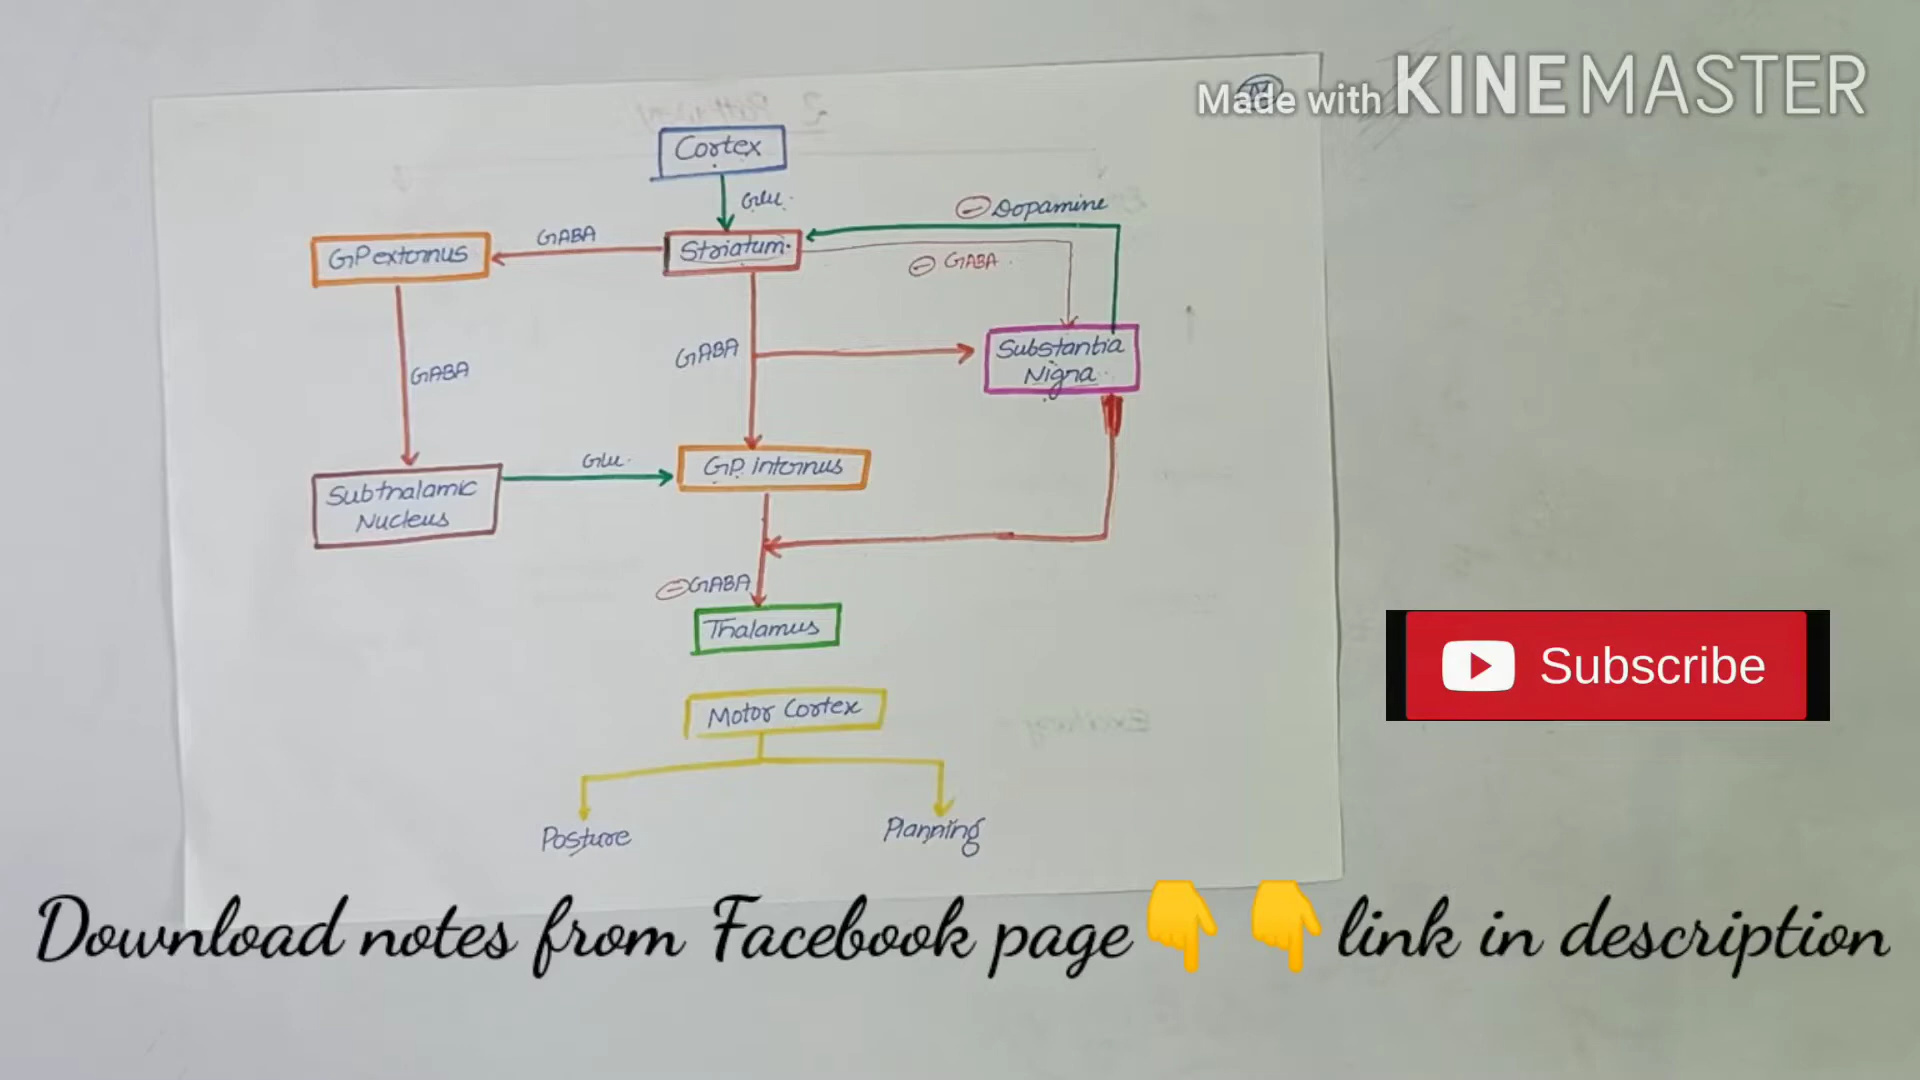 Made with KINEMASTER
Cortex
Glu.
Dopamine
GABA
Striatum.
GP externus
GABA
Substantia
Nigra
GABA
GABA
Glu.
GP internus
Subthalamic
Nucleus
GABA
Thalamus
Subscribe
Motor Cortex
Posture
Planning
Download notes from Facebook page👇👇link in description